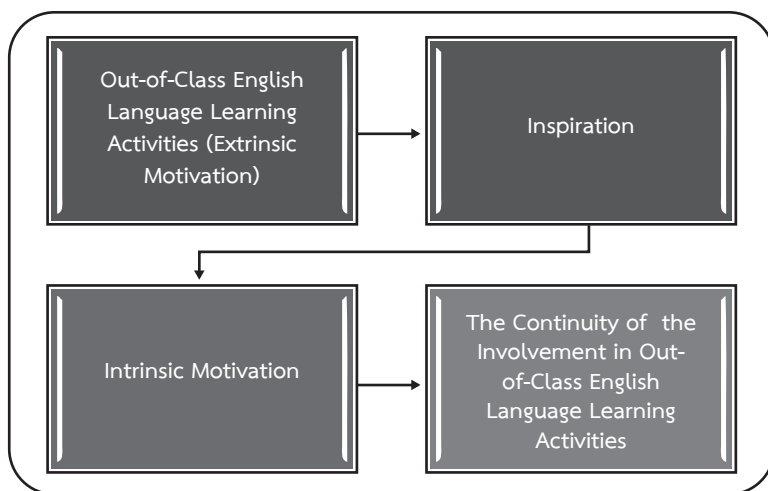 Out-of-Class English
Language Learning
Activities (Extrinsic
Motivation)
Inspiration
Intrinsic Motivation
The Continuity of the
Involvement in Out-
of-Class English
Language Learning
Activities